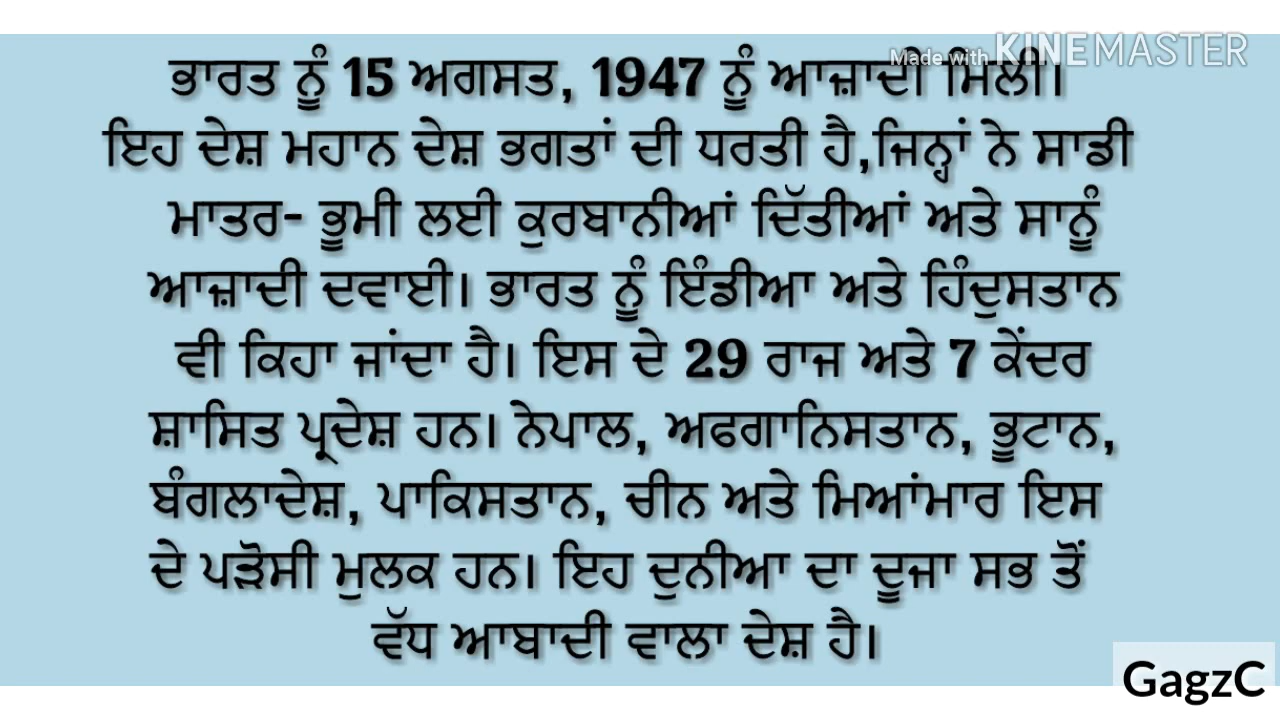 Made with KINEMASTER
ਭਾਰਤ ਨੂੰ 15 ਅਗਸਤ, 1947 ਨੂੰ ਆਜ਼ਾਦੀ ਮਿਲੀ।
ਇਹ ਦੇਸ਼ ਮਹਾਨ ਦੇਸ਼ ਭਗਤਾਂ ਦੀ ਧਰਤੀ ਹੈ,ਜਿਨ੍ਹਾਂ ਨੇ ਸਾਡੀ
ਮਾਤਰ- ਭੂਮੀ ਲਈ ਕੁਰਬਾਨੀਆਂ ਦਿੱਤੀਆਂ ਅਤੇ ਸਾਨੂੰ
ਆਜ਼ਾਦੀ ਦਵਾਈ। ਭਾਰਤ ਨੂੰ ਇੰਡੀਆ ਅਤੇ ਹਿੰਦੁਸਤਾਨ
ਵੀ ਕਿਹਾ ਜਾਂਦਾ ਹੈ। ਇਸ ਦੇ 29 ਰਾਜ ਅਤੇ 7 ਕੇਂਦਰ
ਸ਼ਾਸਿਤ ਪ੍ਰਦੇਸ਼ ਹਨ। ਨੇਪਾਲ, ਅਫਗਾਨਿਸਤਾਨ, ਭੂਟਾਨ,
ਬੰਗਲਾਦੇਸ਼, ਪਾਕਿਸਤਾਨ, ਚੀਨ ਅਤੇ ਮਿਆਂਮਾਰ ਇਸ
ਦੇ ਪੜੋਸੀ ਮੁਲਕ ਹਨ। ਇਹ ਦੁਨੀਆ ਦਾ ਦੂਜਾ ਸਭ ਤੋਂ
ਵੱਧ ਆਬਾਦੀ ਵਾਲਾ ਦੇਸ਼ ਹੈ।
GagzC